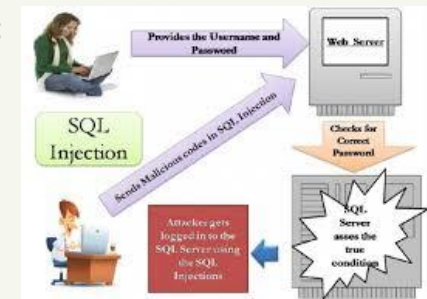 Provides the Username and
Password
Web Server
SQL
Injection
Sends Malicious codes in SQL Injection
Checks for
Correct
Password
Attacker gets
logged in to the
SQL Server using
the SQL
Injections
SQL
Server
asses the
true
condition